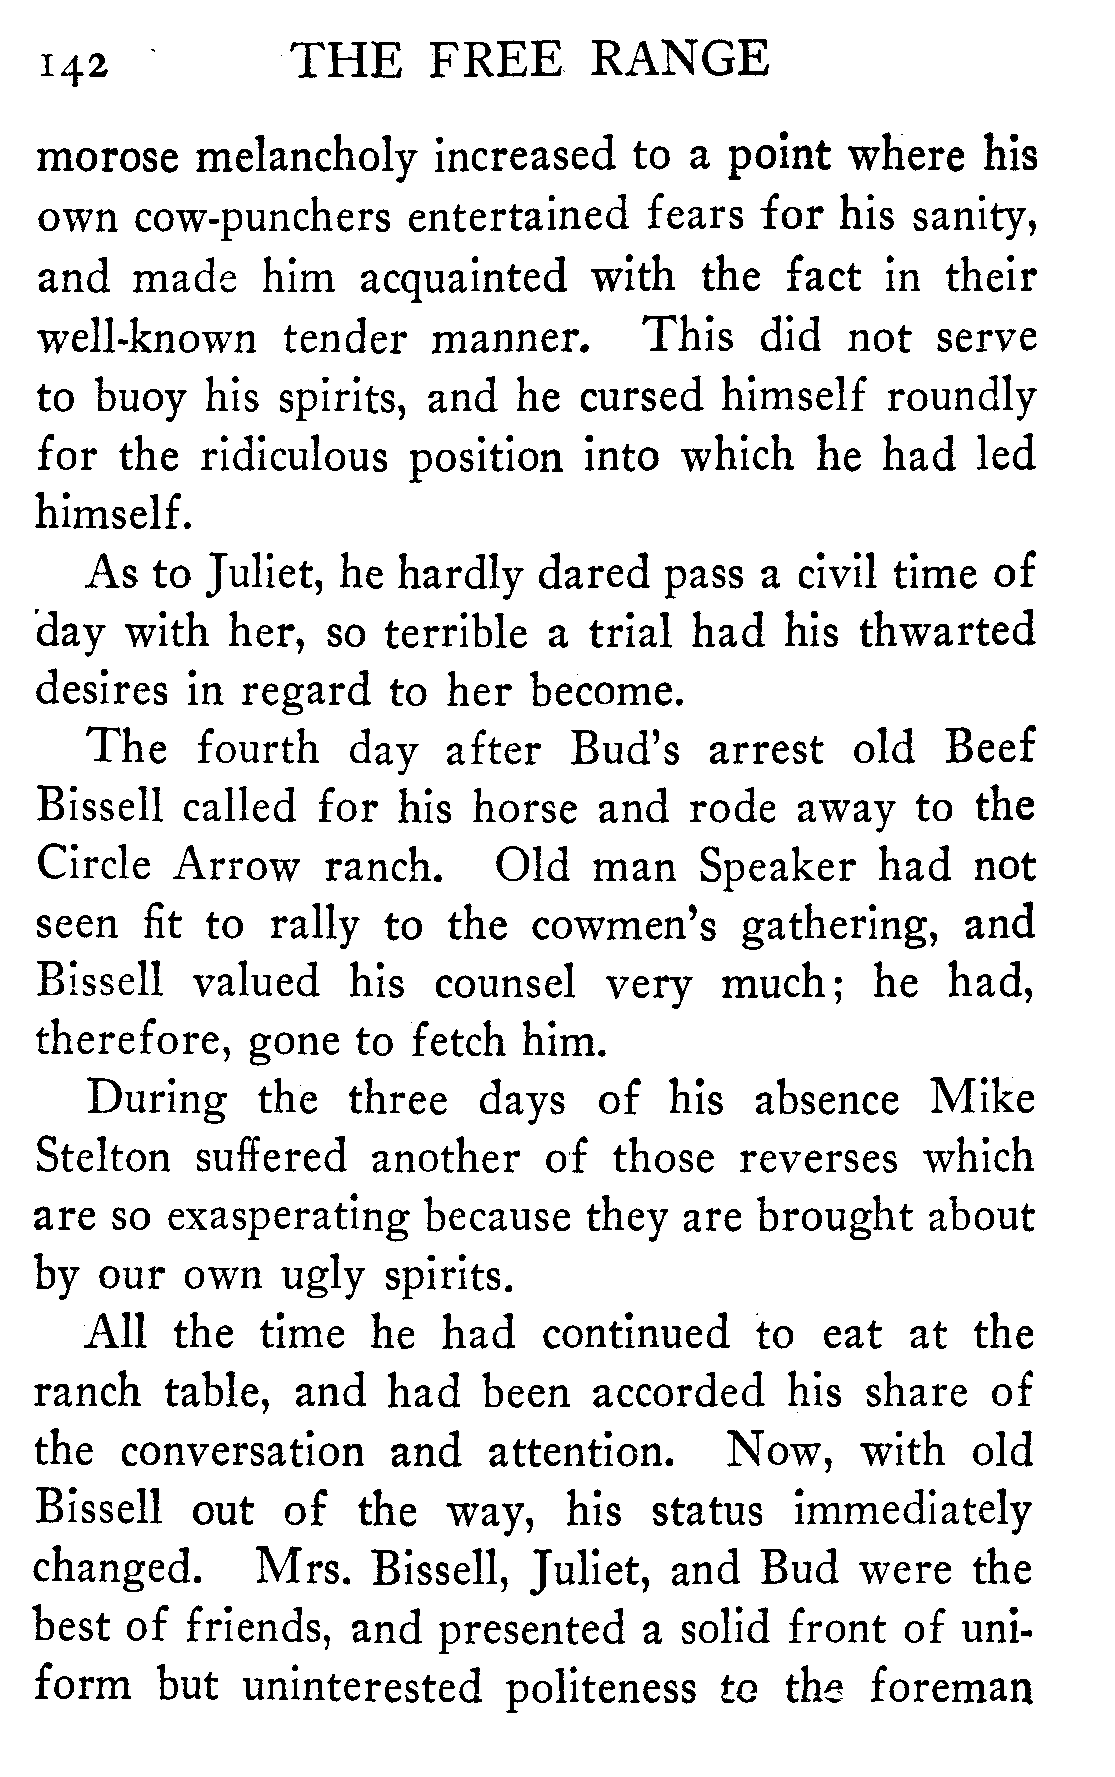 142 THE FREE RANGE
morose melancholy increased to a point where his
own cow-punchers entertained fears for his sanity,
and made him acquainted with the fact in their
well-known tender manner. This did not serve
to buoy his spirits, and he cursed himself roundly
for the ridiculous position into which he had led
himself.
As to Juliet, he hardly dared pass a civil time of
day with her, so terrible a trial had his thwarted
desires in regard to her become.
The fourth day after Bud's arrest old Beef
Bissell called for his horse and rode away to the
Circle Arrow ranch. Old man Speaker had not
seen fit to rally to the cowmen's gathering, and
Bissell valued his counsel very much; he had,
therefore, gone to fetch him.
During the three days of his absence Mike
Stelton suffered another of those reverses which
are so exasperating because they are brought about
by our own ugly spirits.
All the time he had continued to eat at the
ranch table, and had been accorded his share of
the conversation and attention. Now, with old
Bissell out of the way, his status immediately
changed. Mrs. Bissell, Juliet, and Bud were the
best of friends, and presented a solid front of uni-
form but uninterested politeness to the foreman